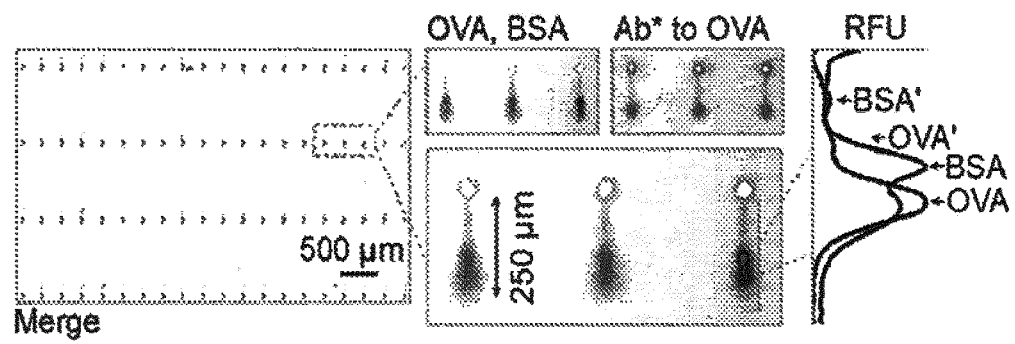 OVA, BSA
Ab* to OVA
RFU
BSA'
OVA'
BSA
OVA
500 µm
250 µm
Merge